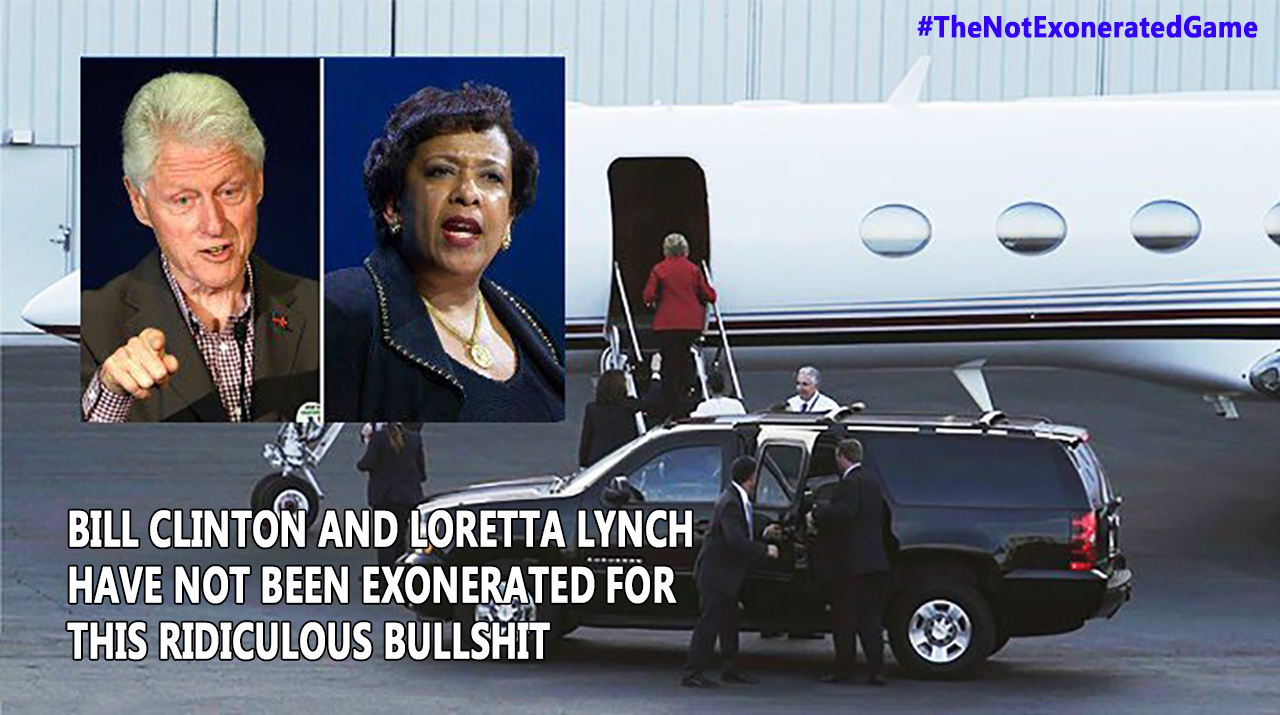 #TheNotExoneratedGame
BILL CLINTON AND LORETTA LYNCH
HAVE NOT BEEN EXONERATED FOR
THIS RIDICULOUS BULLSHIT